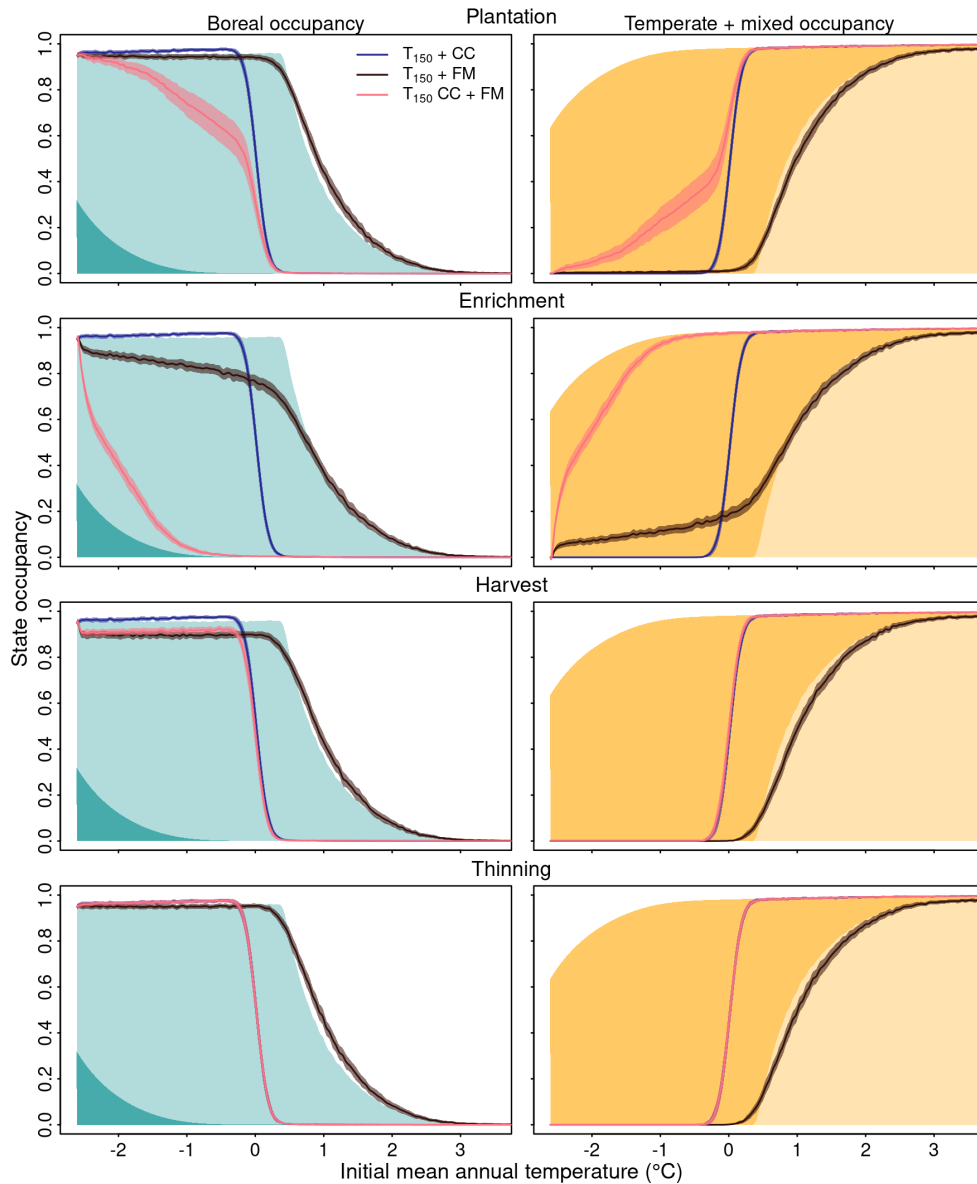 Plantation
Boreal occupancy
Temperate + mixed occupancy
T₁₅₀ + CC
T₁₅₀ + FM
T₁₅₀ CC + FM
1.0
0.8
0.6
0.4
0.2
0.0
Enrichment
1.0
0.8
0.6
0.4
0.2
0.0
Harvest
1.0
0.8
0.6
0.4
0.2
0.0
Thinning
1.0
0.8
0.6
0.4
0.2
0.0
State occupancy
-2 -1 0 1 2 3 -2 -1 0 1 2 3
Initial mean annual temperature (°C)